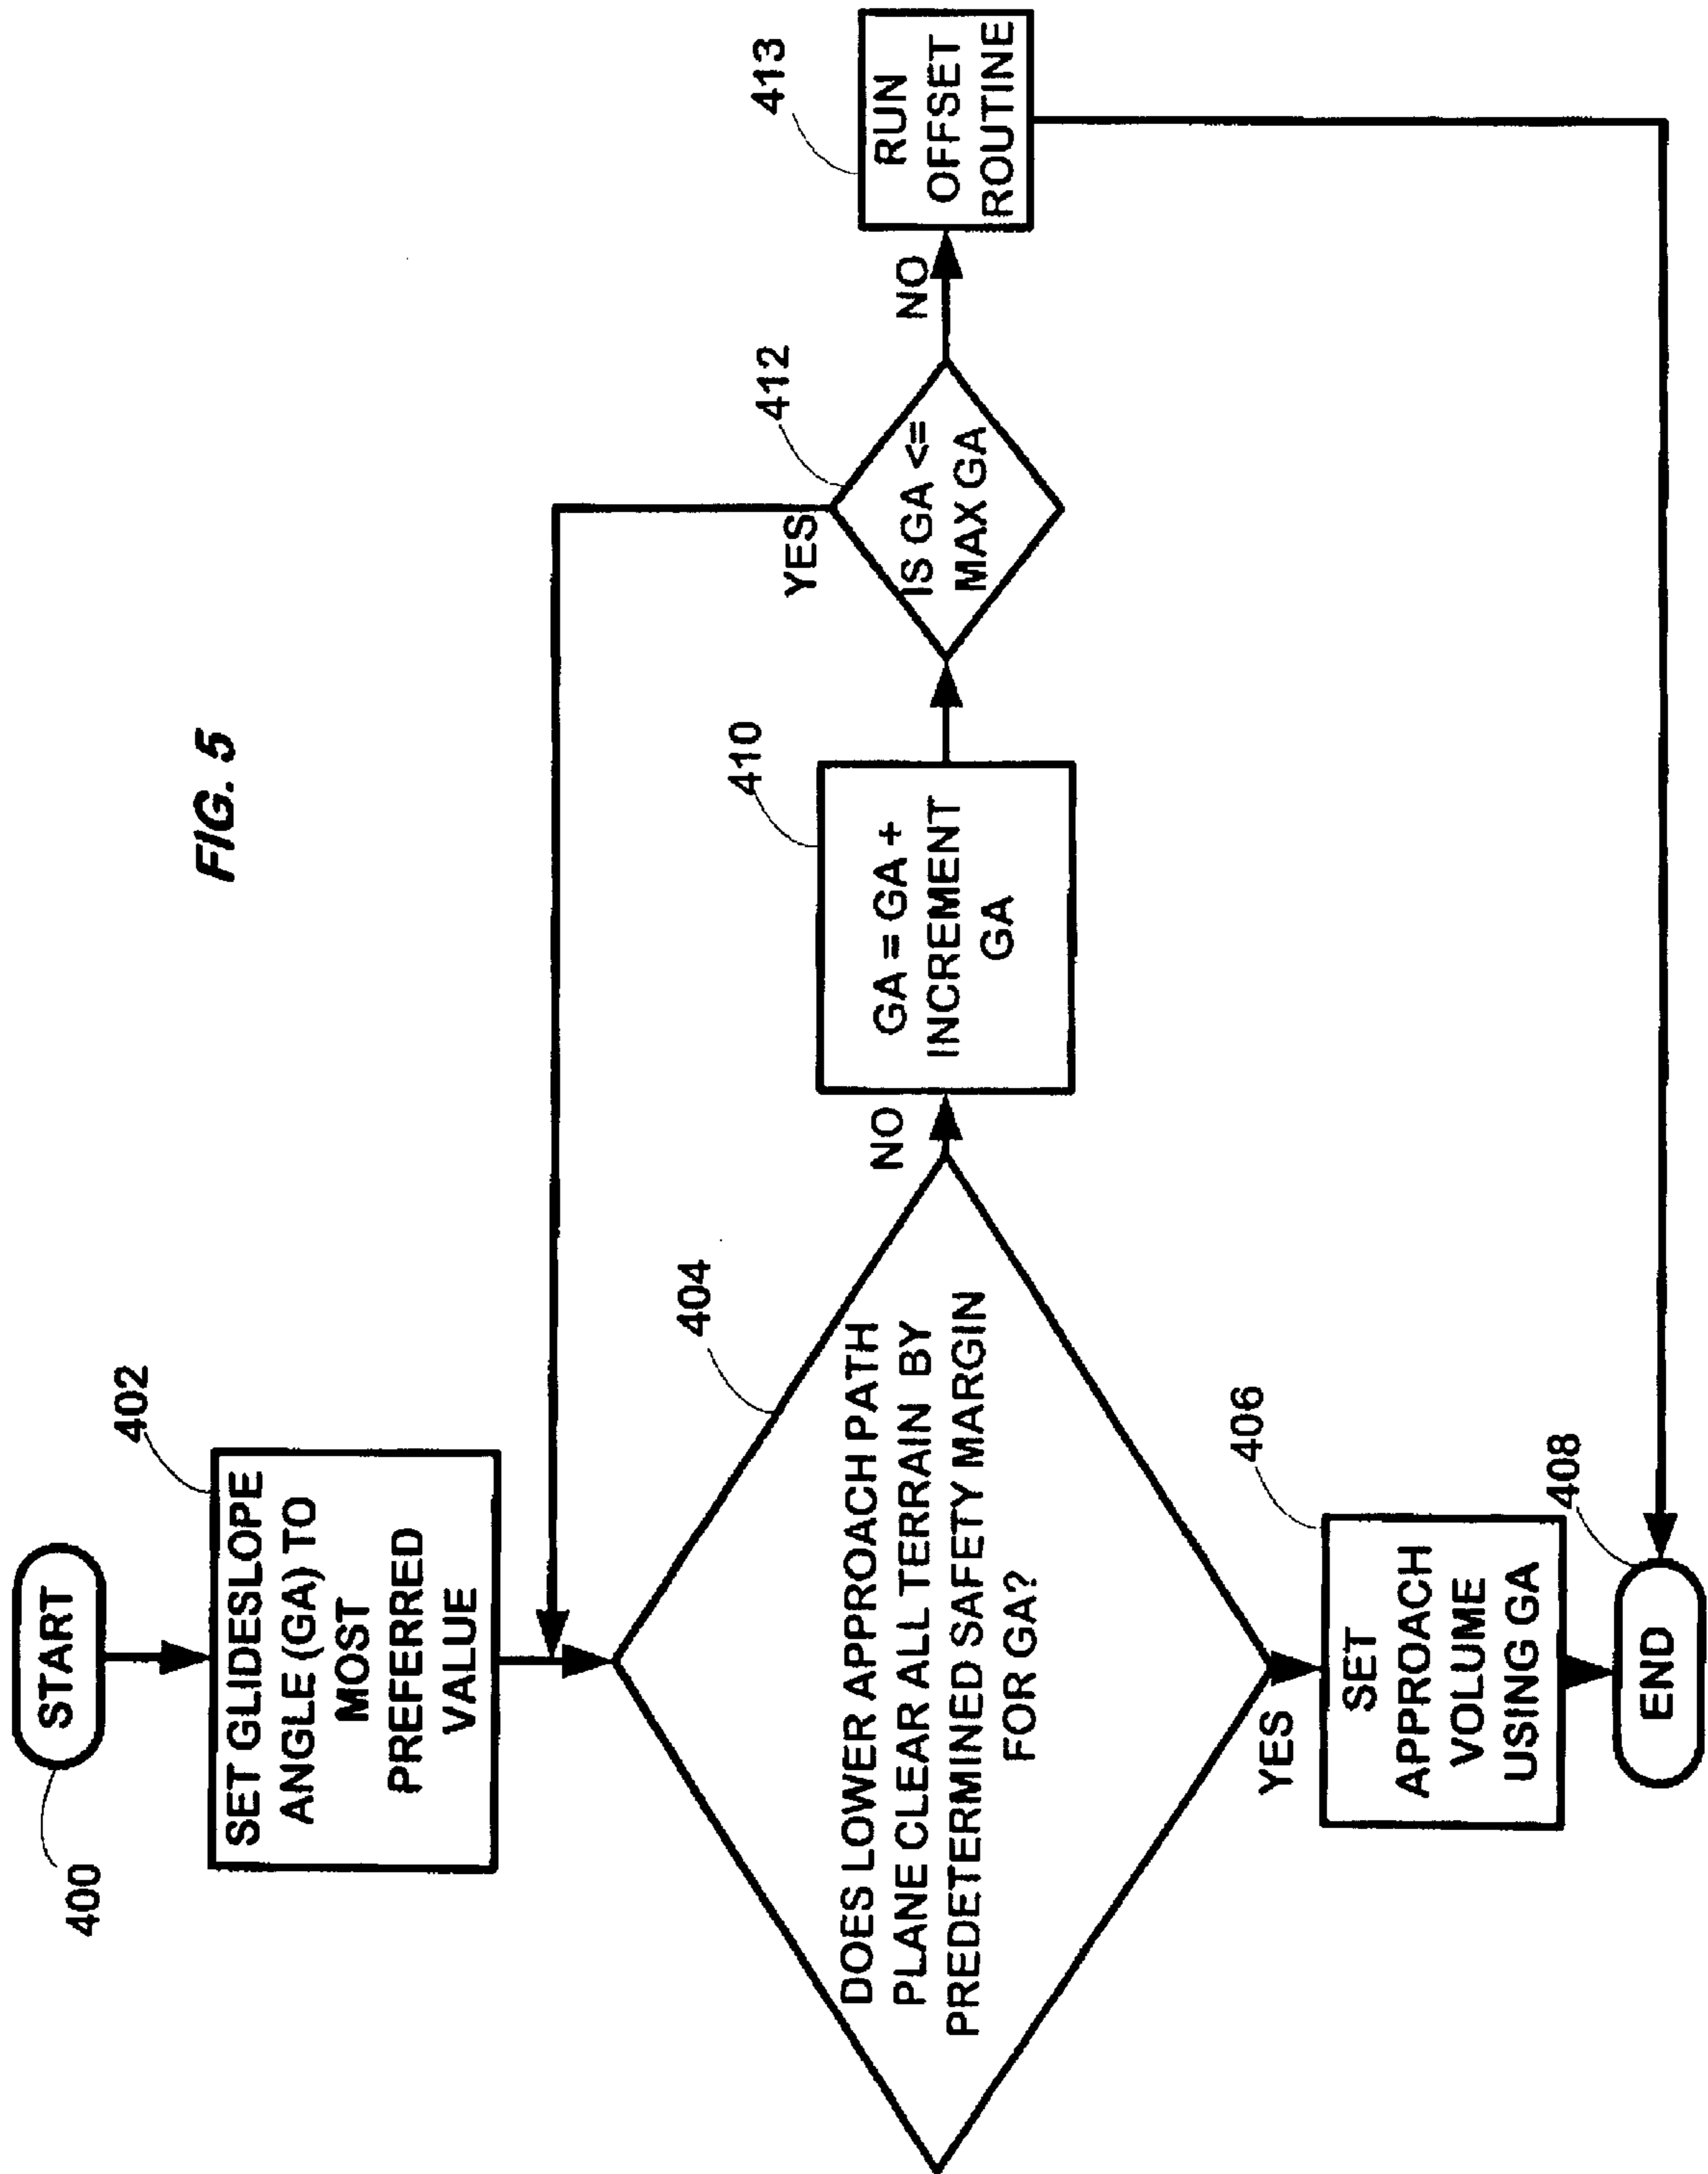 FIG. 5
400
START
402
SET GLIDESLOPE
ANGLE (GA) TO
MOST
PREFERRED
VALUE
404
DOES LOWER APPROACH PATH
PLANE CLEAR ALL TERRAIN BY
PREDETERMINED SAFETY MARGIN
FOR GA?
NO
410
GA = GA +
INCREMENT
GA
412
IS GA <=
MAX GA
YES
NO
413
RUN
OFFSET
ROUTINE
YES
406
SET
APPROACH
VOLUME
USING GA
408
END